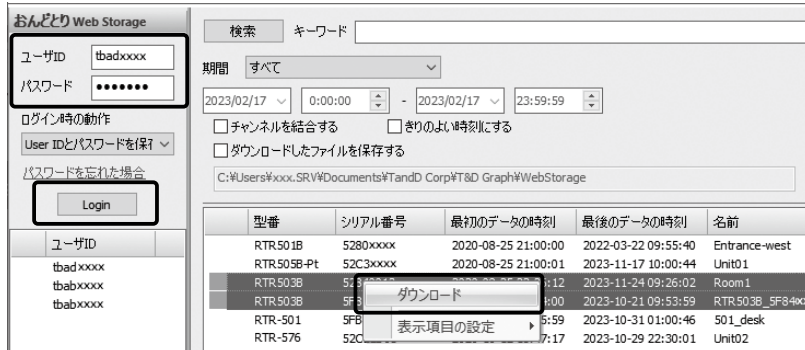 おんどとり Web Storage
ユーザID
tbadxxxx
パスワード
ログイン時の動作
User IDとパスワードを保存
パスワードを忘れた場合
Login
ユーザID
tbadxxxx
tbabxxxx
tbabxxxx
検索 キーワード
期間 すべて
2023/02/17 0:00:00 - 2023/02/17 23:59:59
チャンネルを結合する きりのよい時刻にする
ダウンロードしたファイルを保存する
C:¥Users¥xxx.SRV¥Documents¥TandD Corp¥T&D Graph¥WebStorage
型番 シリアル番号 最初のデータの時刻 最後のデータの時刻 名前
RTR501B 5280xxxx 2020-08-25 21:00:00 2022-03-22 09:55:40 Entrance-west
RTR505B-Pt 52C3xxxx 2020-08-25 21:00:01 2023-11-17 10:00:44 Unit01
RTR503B 2023-11-24 09:26:02 Room1
RTR503B 2023-10-21 09:53:59 RTR503B_5F84xx
RTR-501 2023-10-31 01:00:46 501_desk
RTR-576 2023-10-29 22:30:01 Unit02
ダウンロード
表示項目の設定